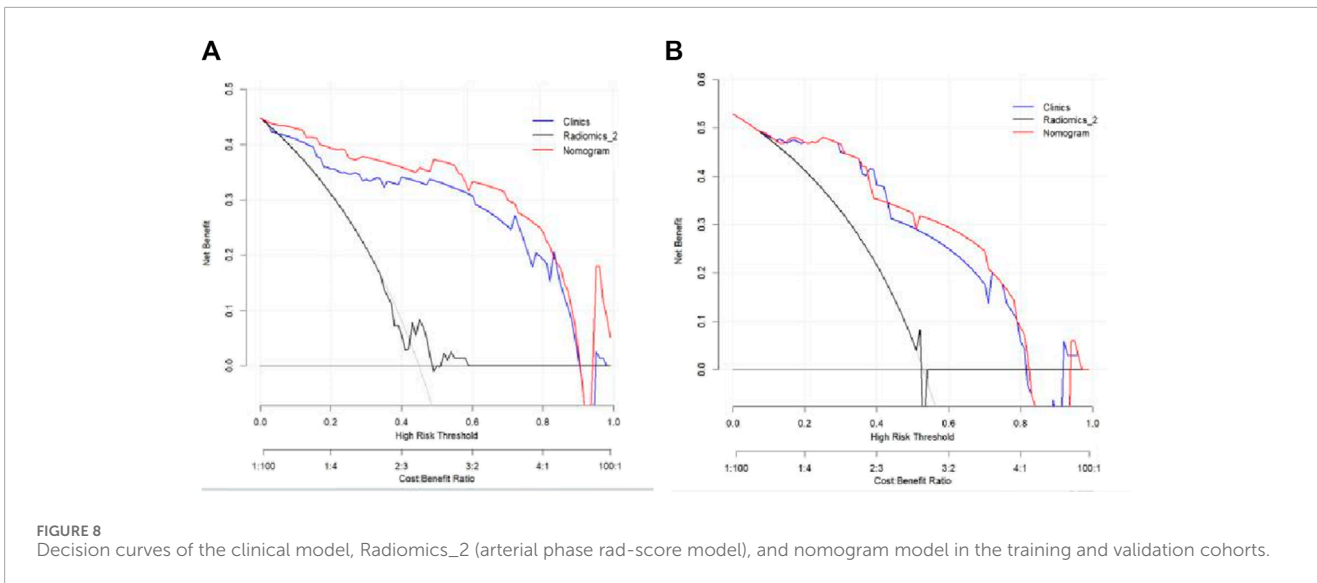 A
0.5
0.4
0.3
0.2
0.1
0.0
Net Benefit
Clinics
Radiomics_2
Nomogram
0.0 0.2 0.4 0.6 0.8 1.0
High Risk Threshold
1:100 1:4 2:3 3:2 4:1 100:1
Cost:Benefit Ratio
B
0.6
0.5
0.4
0.3
0.2
0.1
0.0
Net Benefit
Clinics
Radiomics_2
Nomogram
0.0 0.2 0.4 0.6 0.8 1.0
High Risk Threshold
1:100 1:4 2:3 3:2 4:1 100:1
Cost:Benefit Ratio
FIGURE 8
Decision curves of the clinical model, Radiomics_2 (arterial phase rad-score model), and nomogram model in the training and validation cohorts.